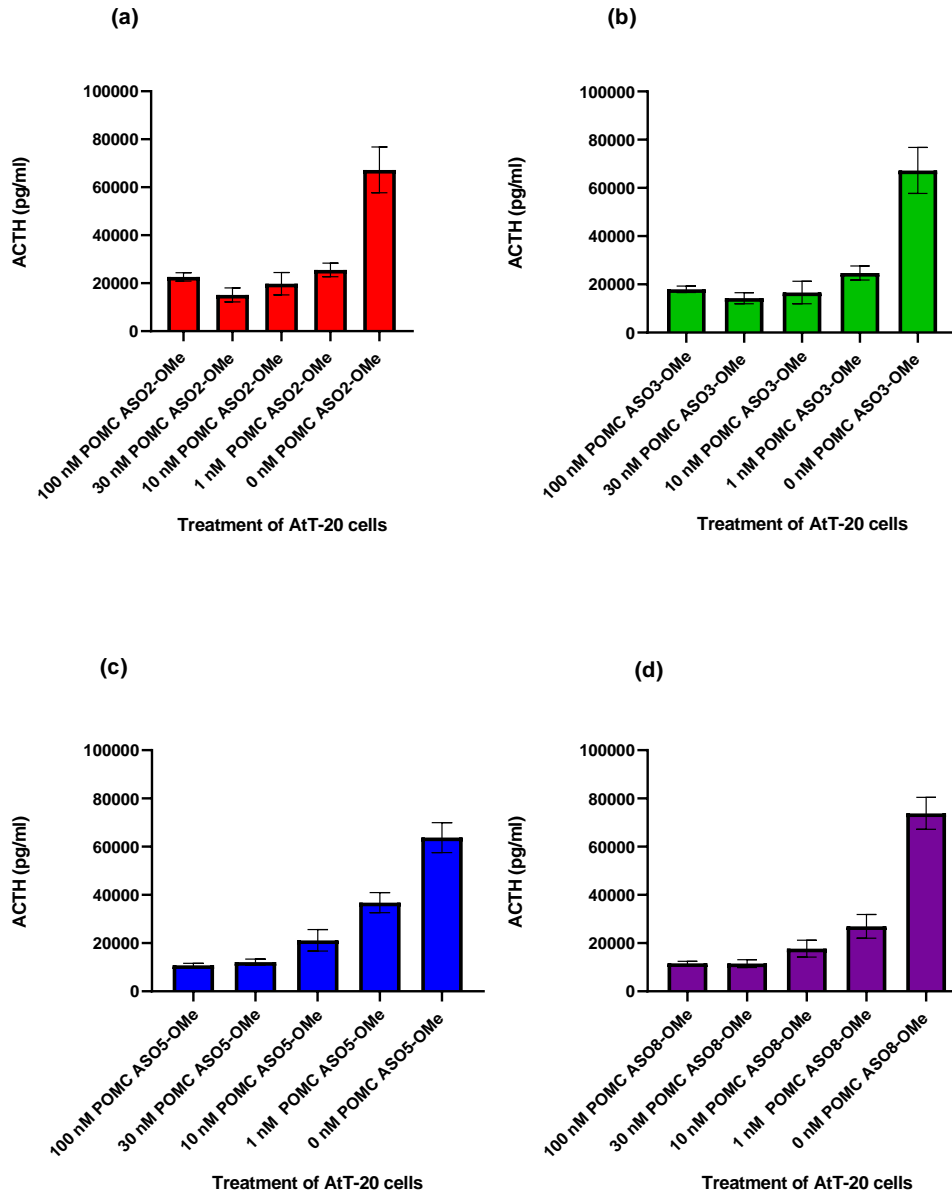 (a)
100000
80000
60000
40000
20000
0
ACTH (pg/ml)
100 nM POMC ASO2-OMe
30 nM POMC ASO2-OMe
10 nM POMC ASO2-OMe
1 nM  POMC ASO2-OMe
0 nM POMC ASO2-OMe
Treatment of AtT-20 cells
(b)
100000
80000
60000
40000
20000
0
ACTH (pg/ml)
100 nM POMC ASO3-OMe
30 nM POMC ASO3-OMe
10 nM POMC ASO3-OMe
1 nM  POMC ASO3-OMe
0 nM POMC ASO3-OMe
Treatment of AtT-20 cells
(c)
100000
80000
60000
40000
20000
0
ACTH (pg/ml)
100 nM POMC ASO5-OMe
30 nM POMC ASO5-OMe
10 nM POMC ASO5-OMe
1 nM  POMC ASO5-OMe
0 nM POMC ASO5-OMe
Treatment of AtT-20 cells
(d)
100000
80000
60000
40000
20000
0
ACTH (pg/ml)
100 nM POMC ASO8-OMe
30 nM POMC ASO8-OMe
10 nM POMC ASO8-OMe
1 nM  POMC ASO8-OMe
0 nM POMC ASO8-OMe
Treatment of AtT-20 cells